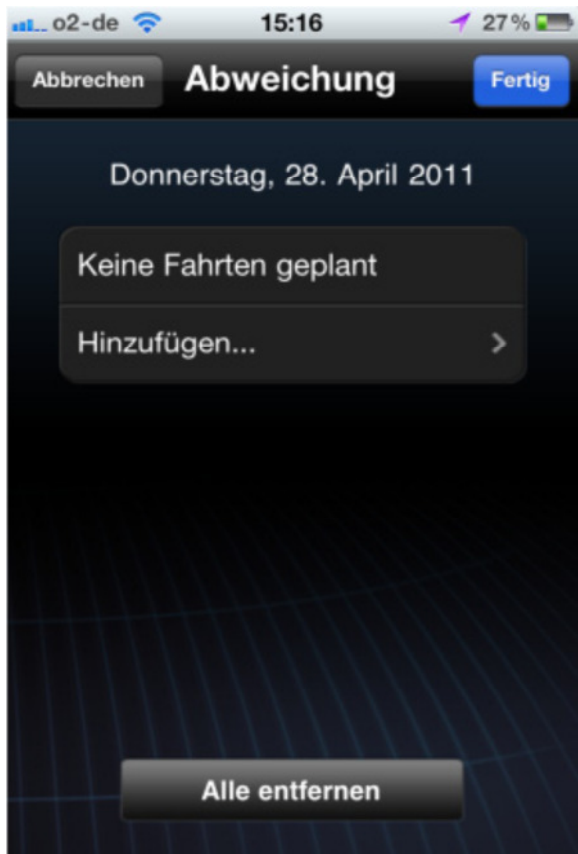 o2-de 15:16 27%
Abbrechen Abweichung Fertig
Donnerstag, 28. April 2011
Keine Fahrten geplant
Hinzufügen...
Alle entfernen